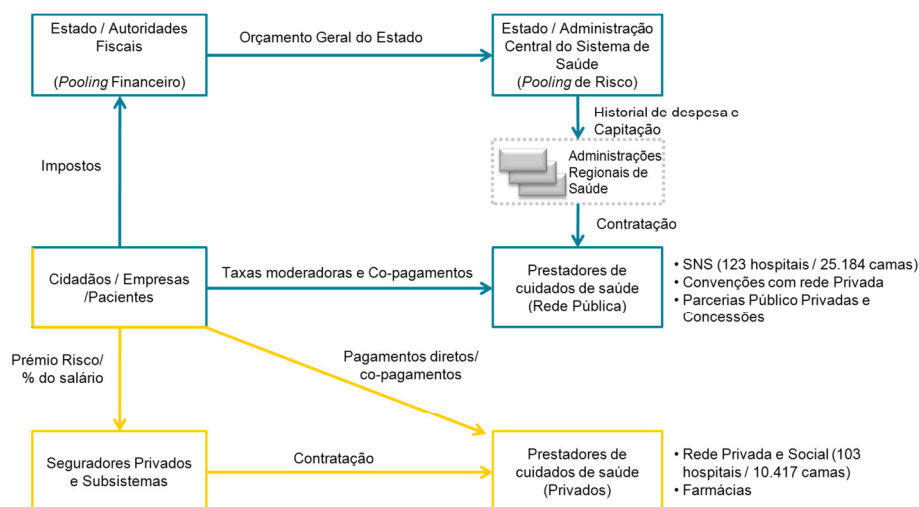 Estado / Autoridades
Fiscais
(Pooling Financeiro)
Orçamento Geral do Estado
Estado / Administração
Central do Sistema de
Saúde
(Pooling de Risco)
Historial de despesa e
Capitação
Impostos
Administrações
Regionais de
Saúde
Contratação
Cidadãos / Empresas
/Pacientes
Taxas moderadoras e Co-pagamentos
Prestadores de
cuidados de saúde
(Rede Pública)
• SNS (123 hospitais / 25.184 camas)
• Convenções com rede Privada
• Parcerias Público Privadas e
Concessões
Prémio Risco/
% do salário
Pagamentos diretos/
co-pagamentos
Seguradores Privados
e Subsistemas
Contratação
Prestadores de
cuidados de saúde
(Privados)
• Rede Privada e Social (103
hospitais / 10.417 camas)
• Farmácias